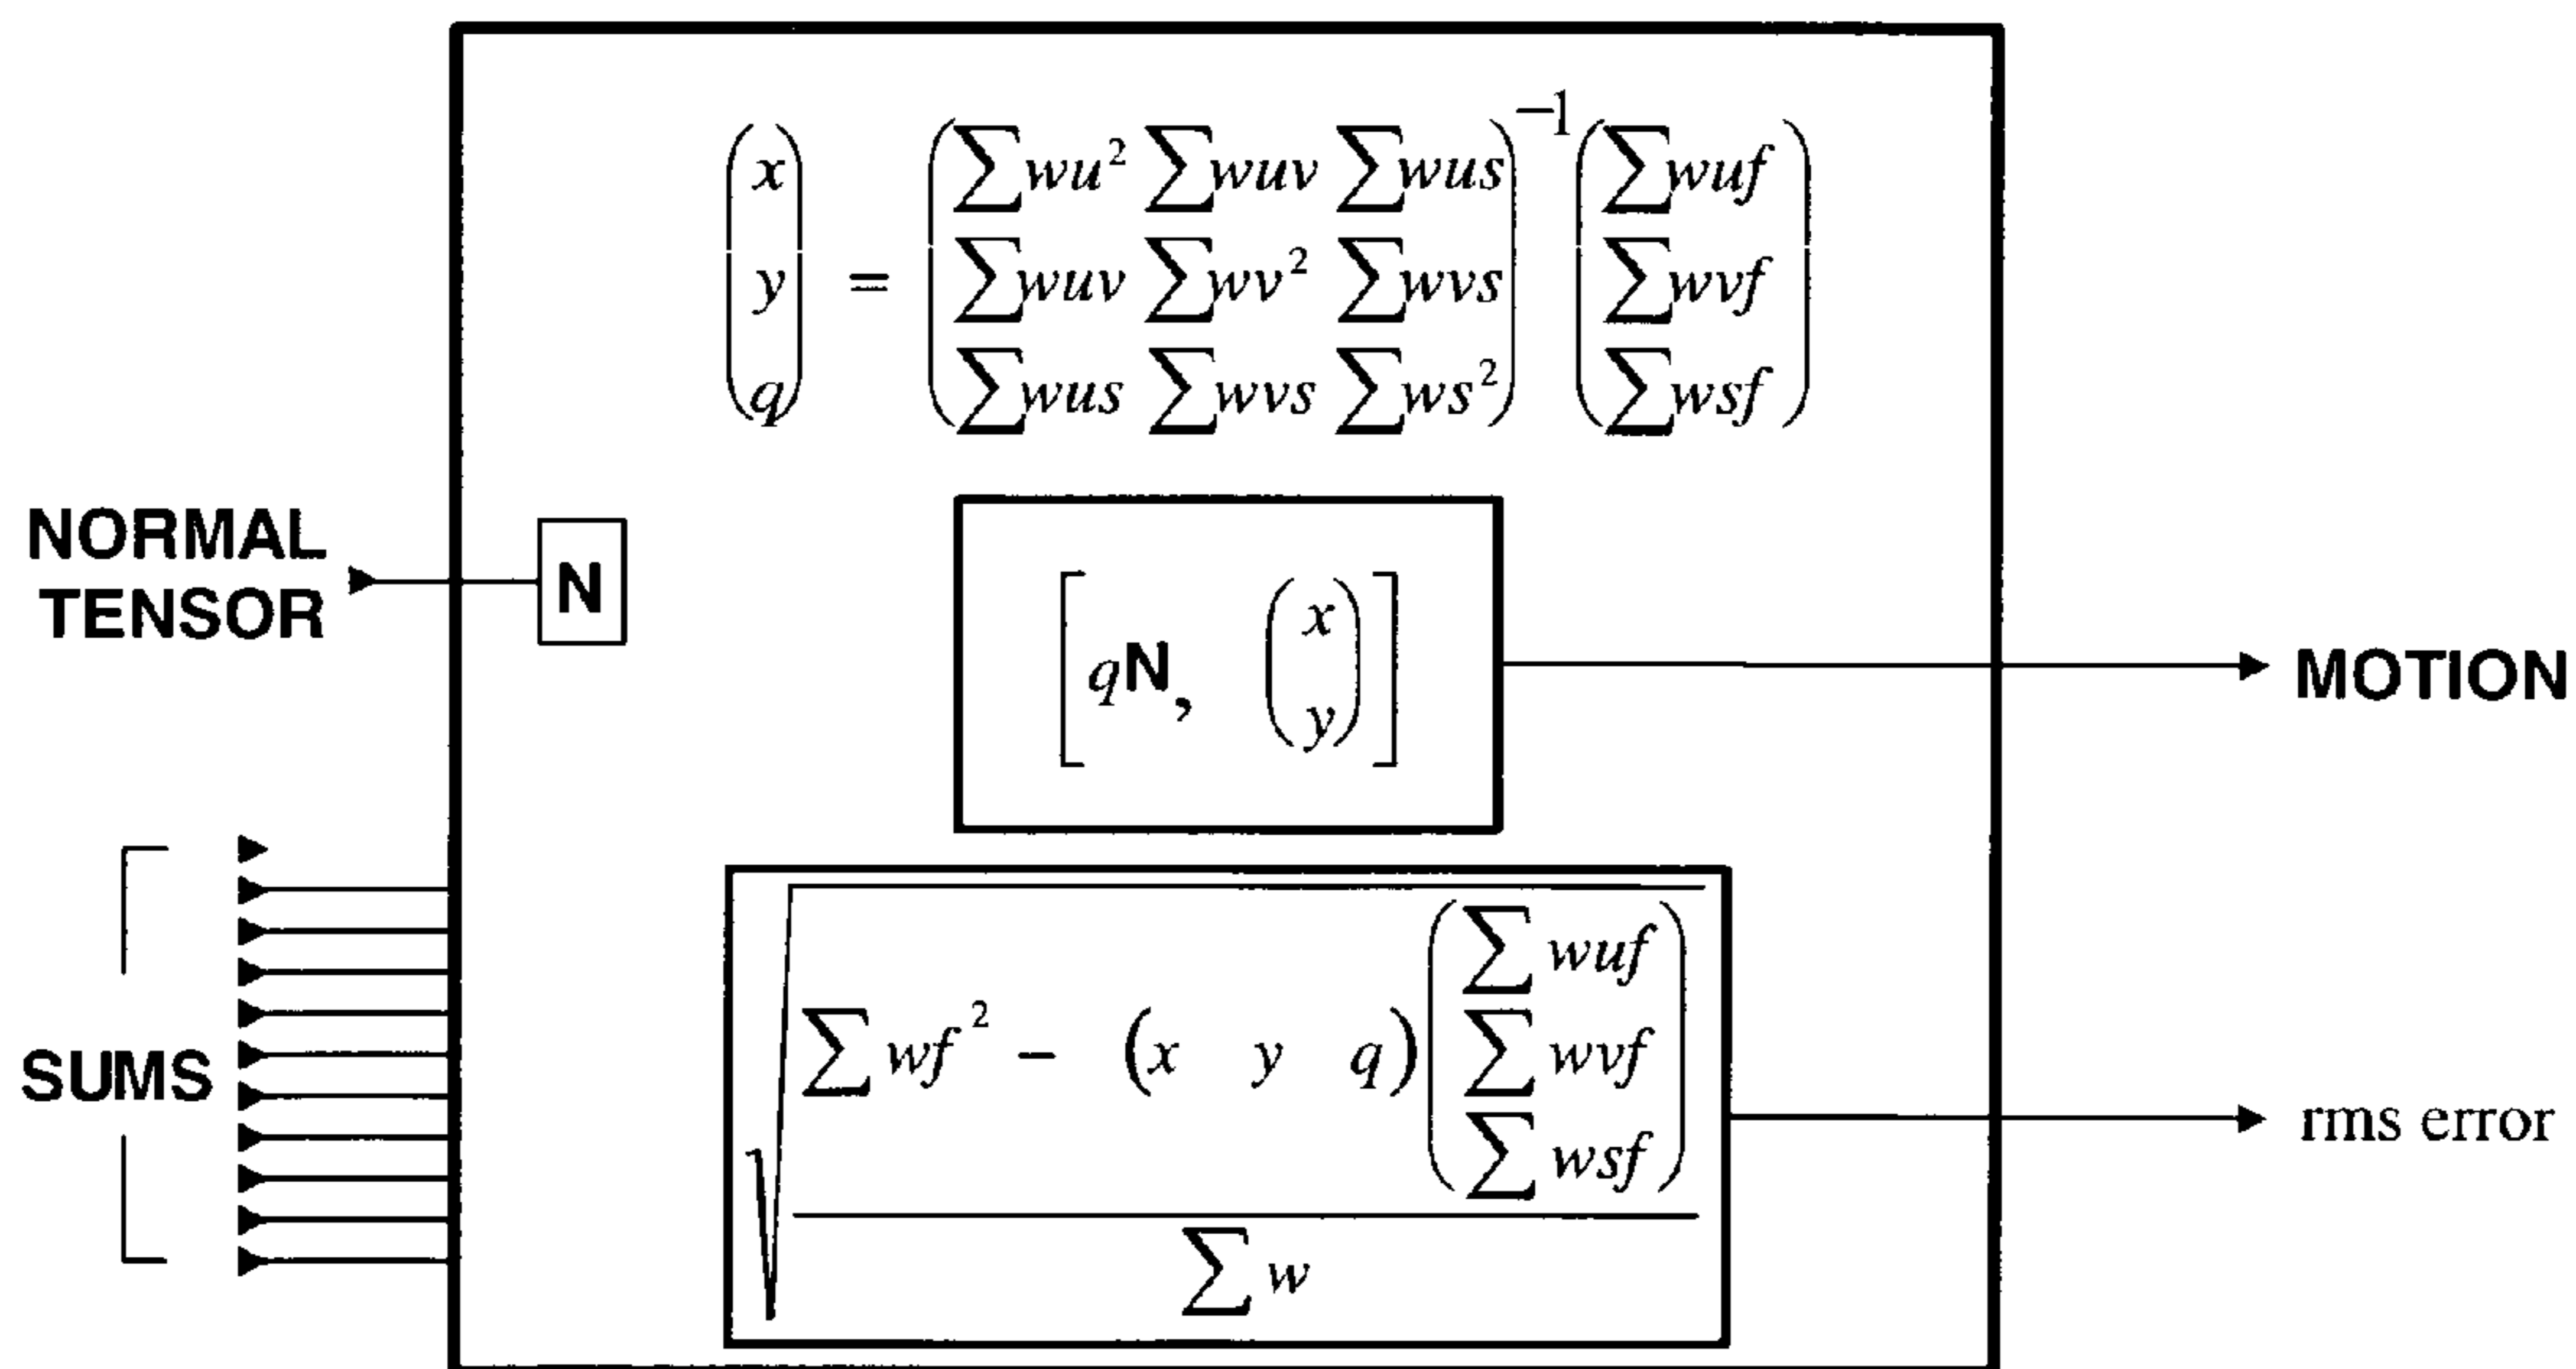 (x y q) = (∑wu² ∑wuv ∑wus
∑wuv ∑wv² ∑wvs
∑wus ∑wvs ∑ws²)⁻¹ (∑wuf
∑wvf
∑wsf)
NORMAL
TENSOR
N
[qN, (x y)]
MOTION
SUMS
√ ∑wf² – (x y q) (∑wuf
∑wvf
∑wsf)
∑w
rms error